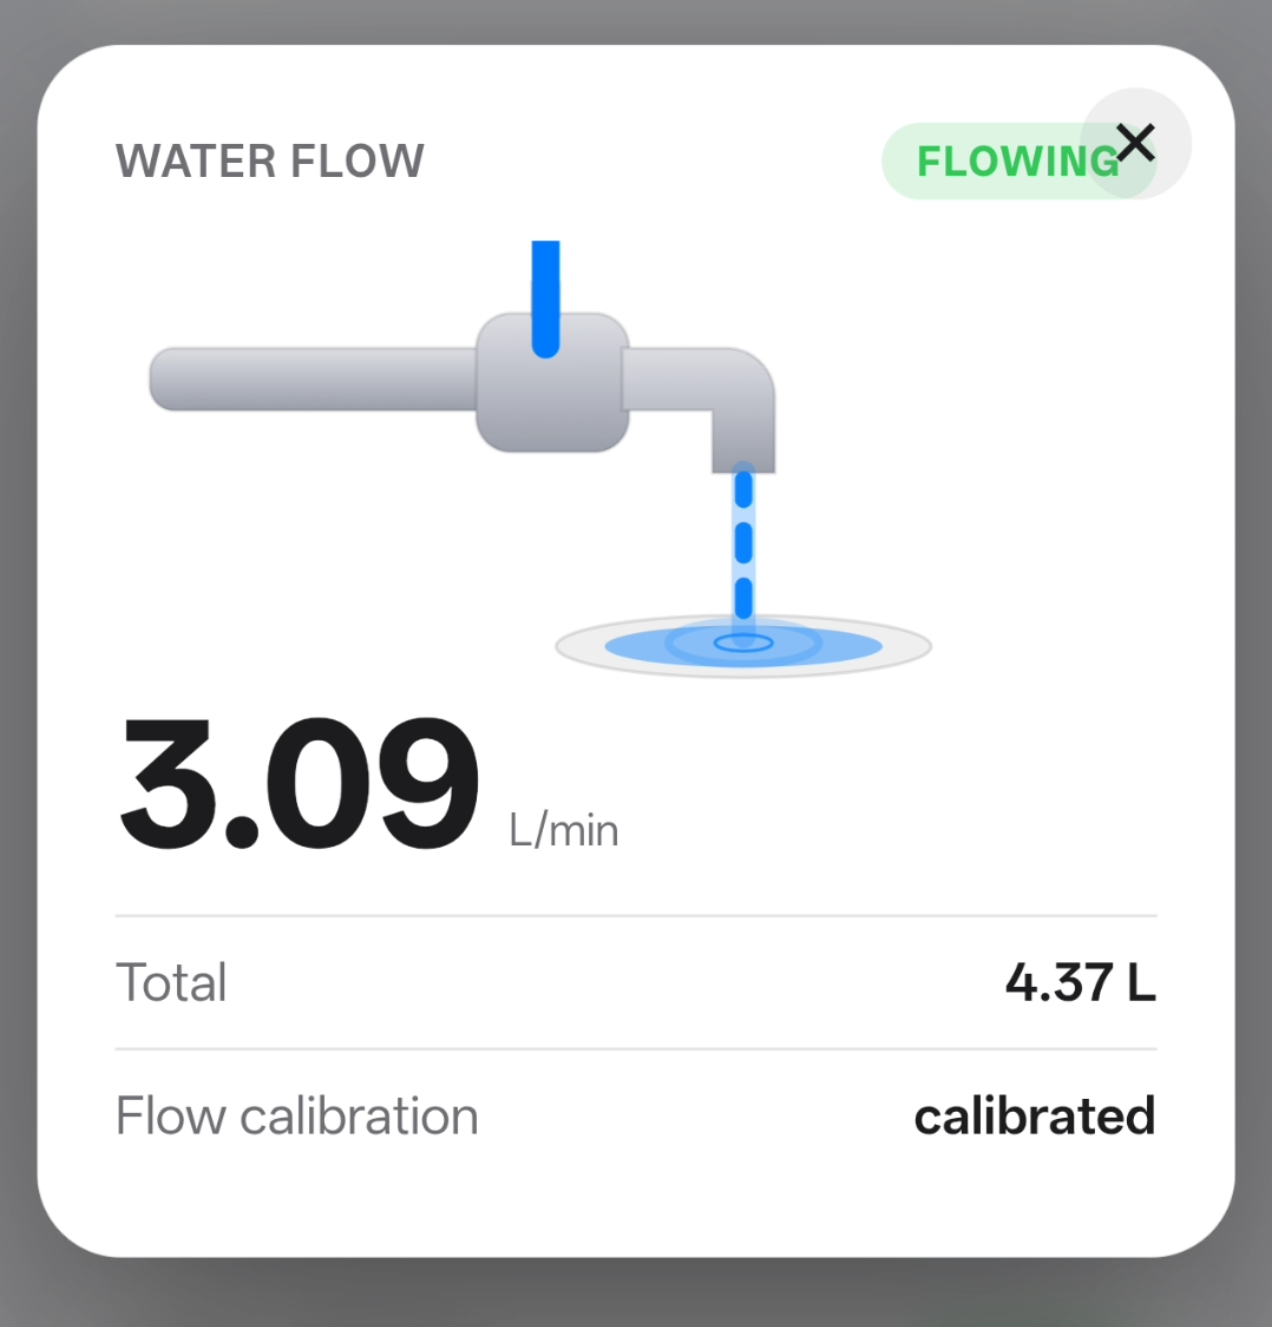 WATER FLOW
FLOWING
3.09 L/min
Total 4.37 L
Flow calibration calibrated